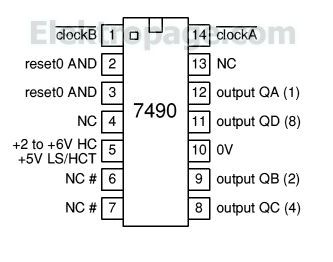 Elektropage.com
clockB 1 14 clockA
reset0 AND 2 13 NC
reset0 AND 3 12 output QA (1)
7490
NC 4 11 output QD (8)
+2 to +6V HC
+5V LS/HCT 5 10 0V
NC # 6 9 output QB (2)
NC # 7 8 output QC (4)